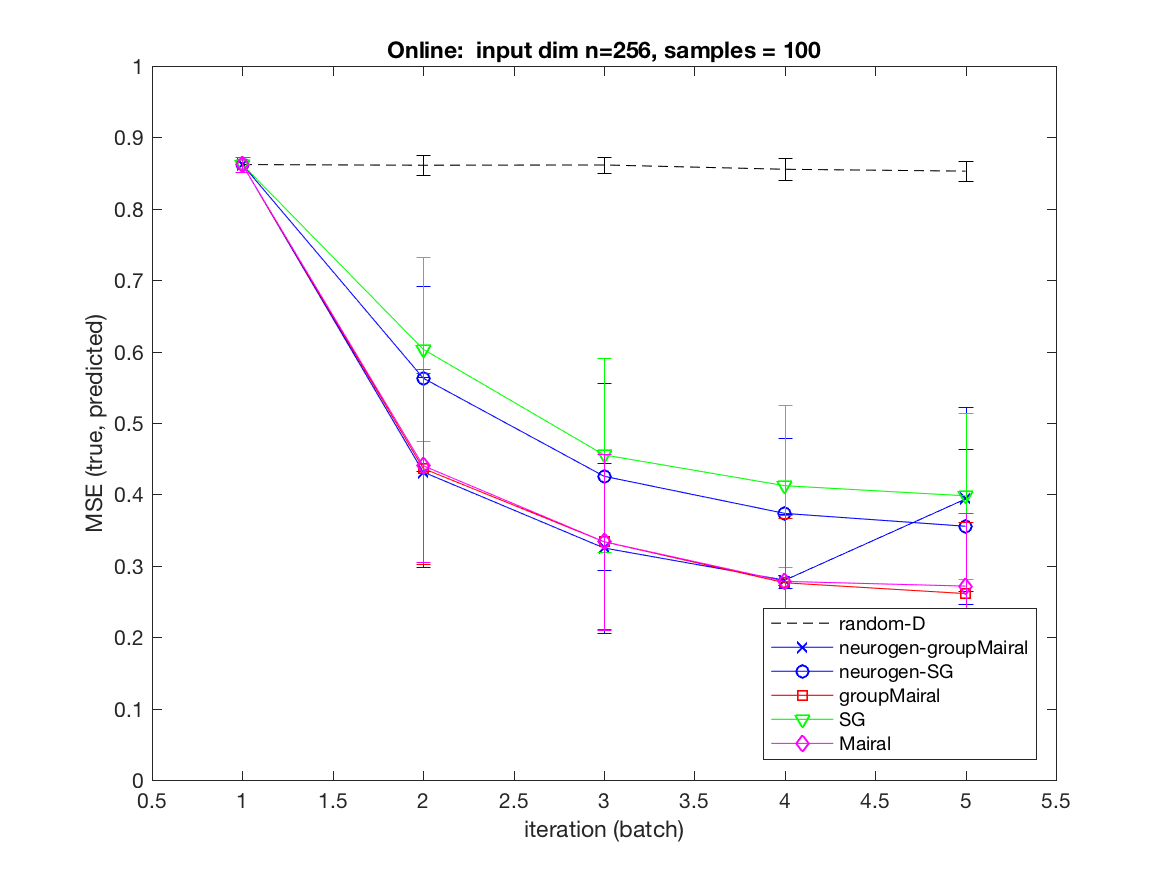 Online:  input dim n=256, samples = 100
MSE (true, predicted)
1
0.9
0.8
0.7
0.6
0.5
0.4
0.3
0.2
0.1
0
0.5 1 1.5 2 2.5 3 3.5 4 4.5 5 5.5
iteration (batch)
random-D
neurogen-groupMairal
neurogen-SG
groupMairal
SG
Mairal